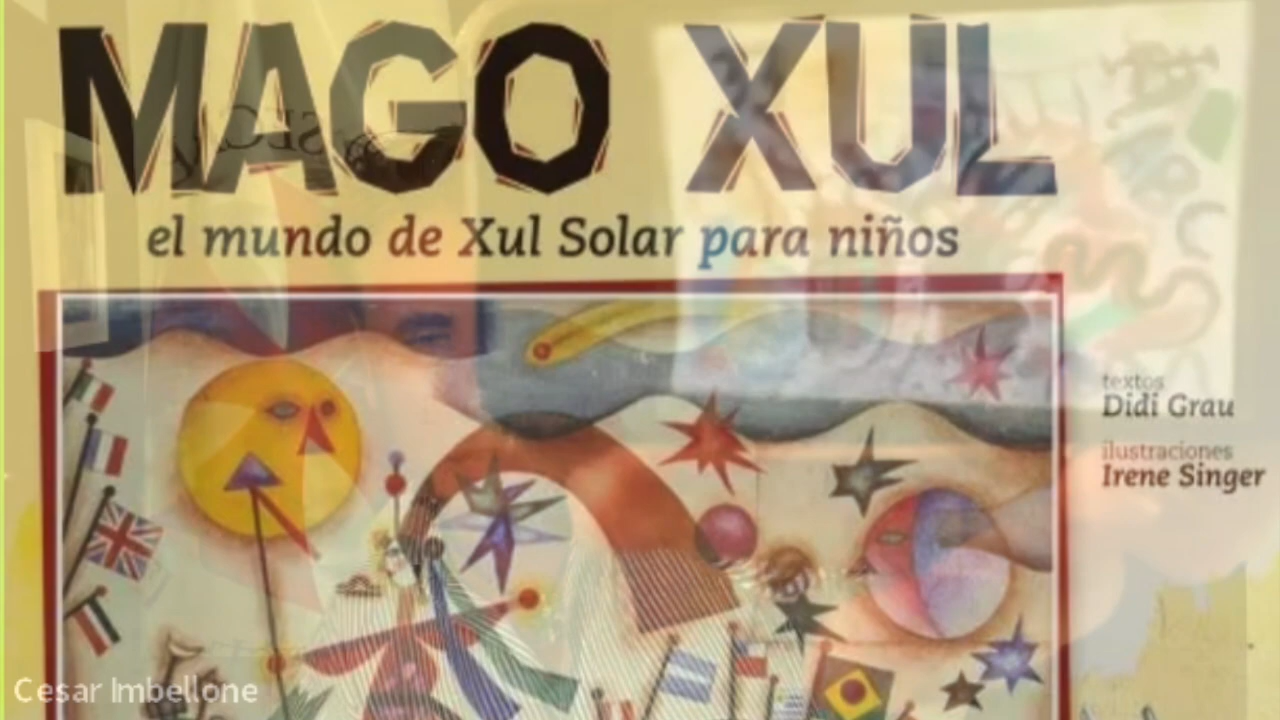 MAGO XUL
el mundo de Xul Solar para niños
textos
Didi Grau
ilustraciones
Irene Singer
Cesar Imbellone